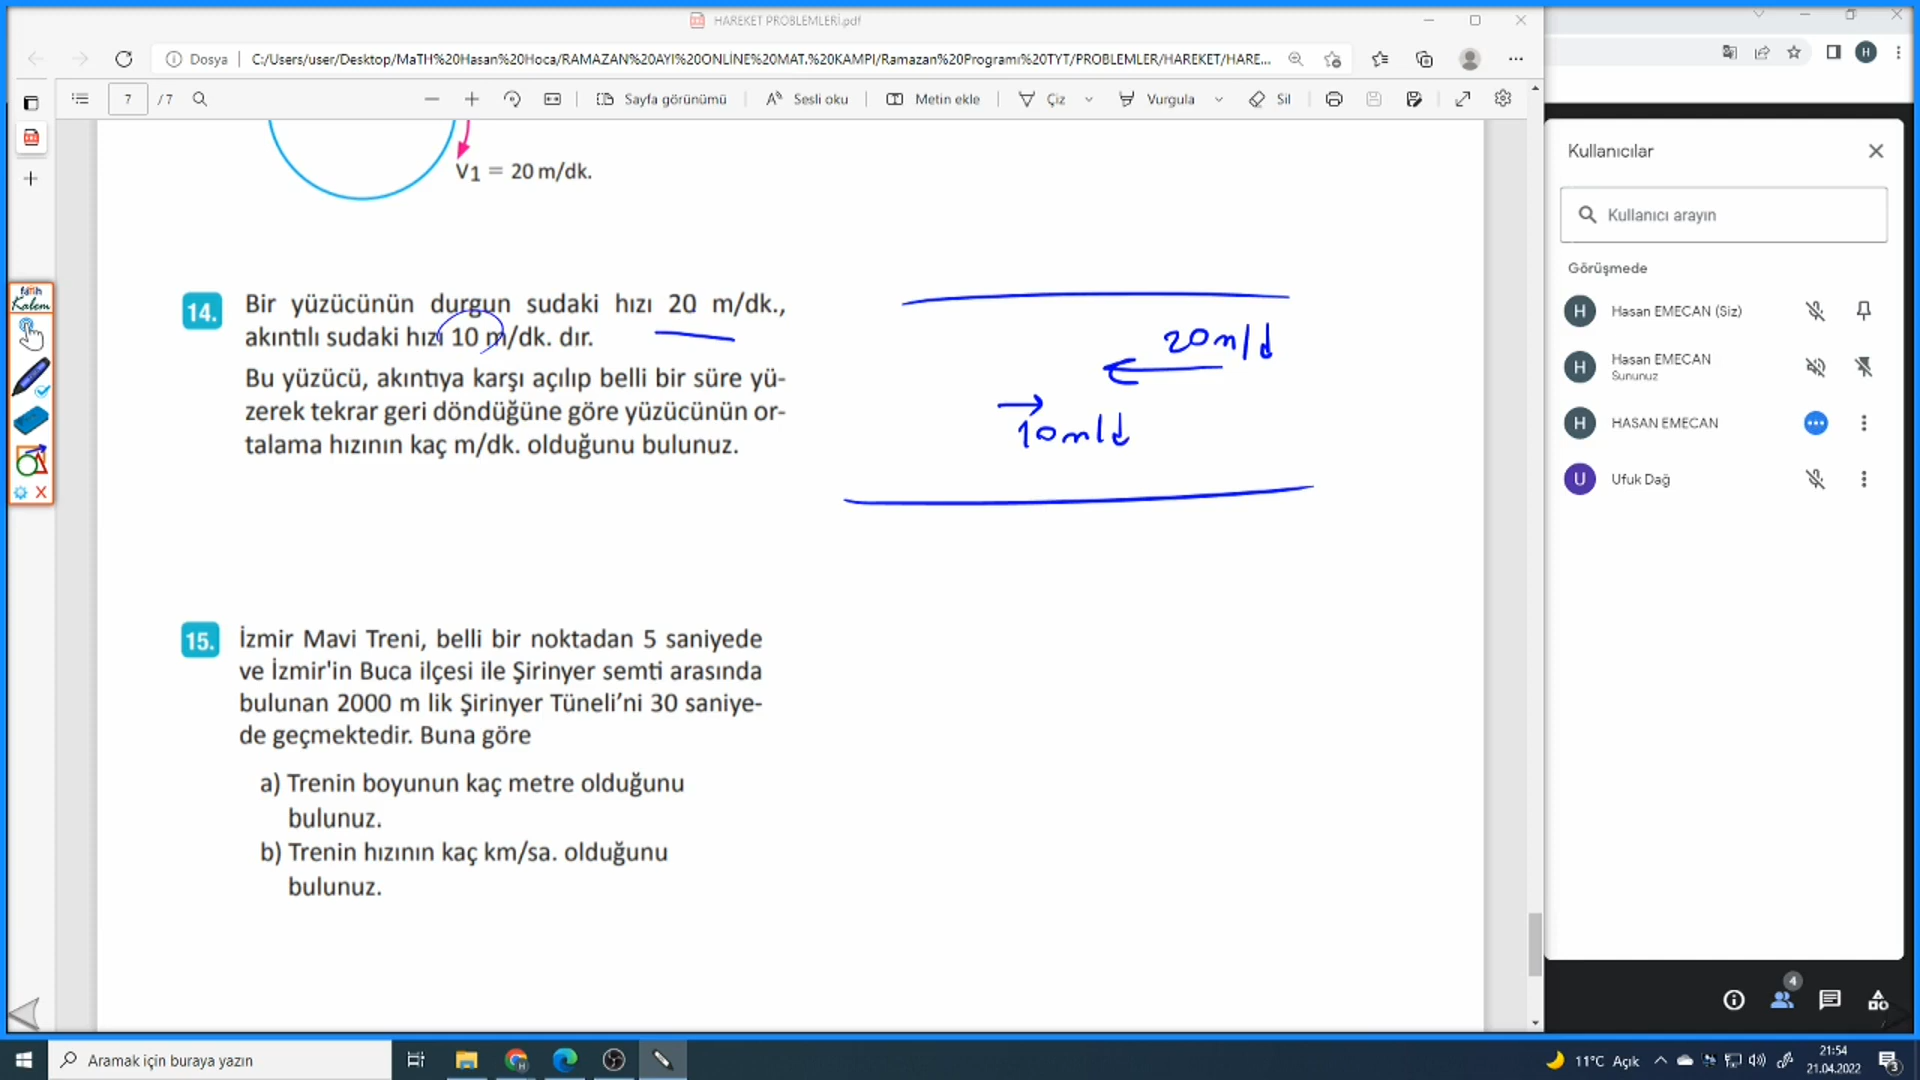 HAREKET PROBLEMLERİ.pdf
Dosya
C:/Users/user/Desktop/MaTH%20Hasan%20Hoca/RAMAZAN%20AYI%20ONLİNE%20MAT.%20KAMPI/Ramazan%20Programı%20TYT/PROBLEMLER/HAREKET/HARE...
7 /7
Sayfa görünümü
Sesli oku
Metin ekle
Çiz
Vurgula
Sil
V1 = 20 m/dk.
14. Bir yüzücünün durgun sudaki hızı 20 m/dk.,
akıntılı sudaki hızı 10 m/dk. dır.
Bu yüzücü, akıntıya karşı açılıp belli bir süre yü-
zerek tekrar geri döndüğüne göre yüzücünün or-
talama hızının kaç m/dk. olduğunu bulunuz.
20m/d
10m/d
15. İzmir Mavi Treni, belli bir noktadan 5 saniyede
ve İzmir'in Buca ilçesi ile Şirinyer semti arasında
bulunan 2000 m lik Şirinyer Tüneli’ni 30 saniye-
de geçmektedir. Buna göre
a) Trenin boyunun kaç metre olduğunu
bulunuz.
b) Trenin hızının kaç km/sa. olduğunu
bulunuz.
fatih
Kalem
H
Kullanıcılar
Kullanıcı arayın
Görüşmede
H Hasan EMECAN (Siz)
H Hasan EMECAN
Sununuz
H HASAN EMECAN
U Ufuk Dağ
4
Aramak için buraya yazın
11°C Açık
21:54
21.04.2022
3